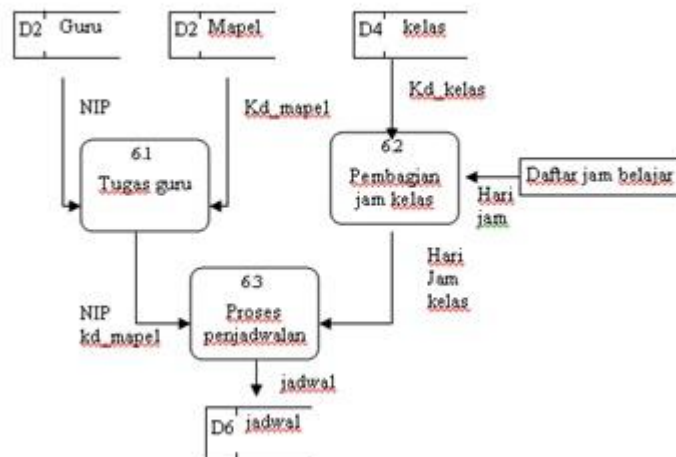 D2 Guru
D2 Mapel
D4 kelas
NIP
Kd_mapel
Kd_kelas
6.1
Tugas guru
6.2
Pembagian
jam kelas
Daftar jam belajar
Hari
jam
Hari
Jam
kelas
6.3
Proses
penjadwalan
NIP
kd_mapel
jadwal
D6 jadwal